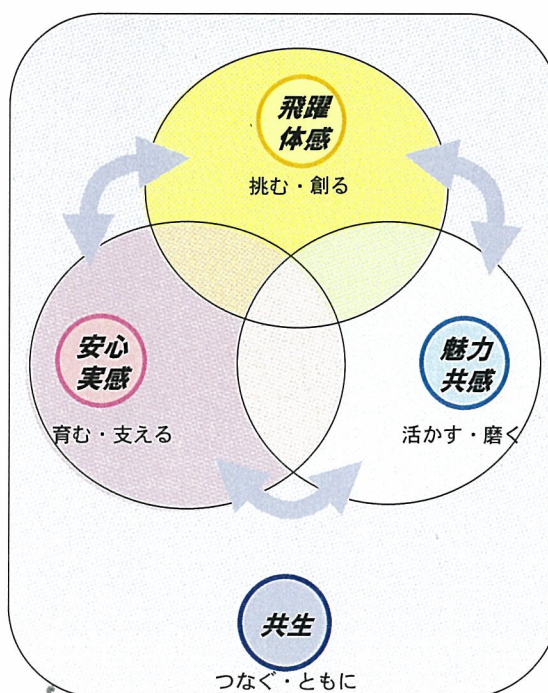 飛躍
体感
挑む・創る
安心
実感
育む・支える
魅力
共感
活かす・磨く
共生
つなぐ・ともに